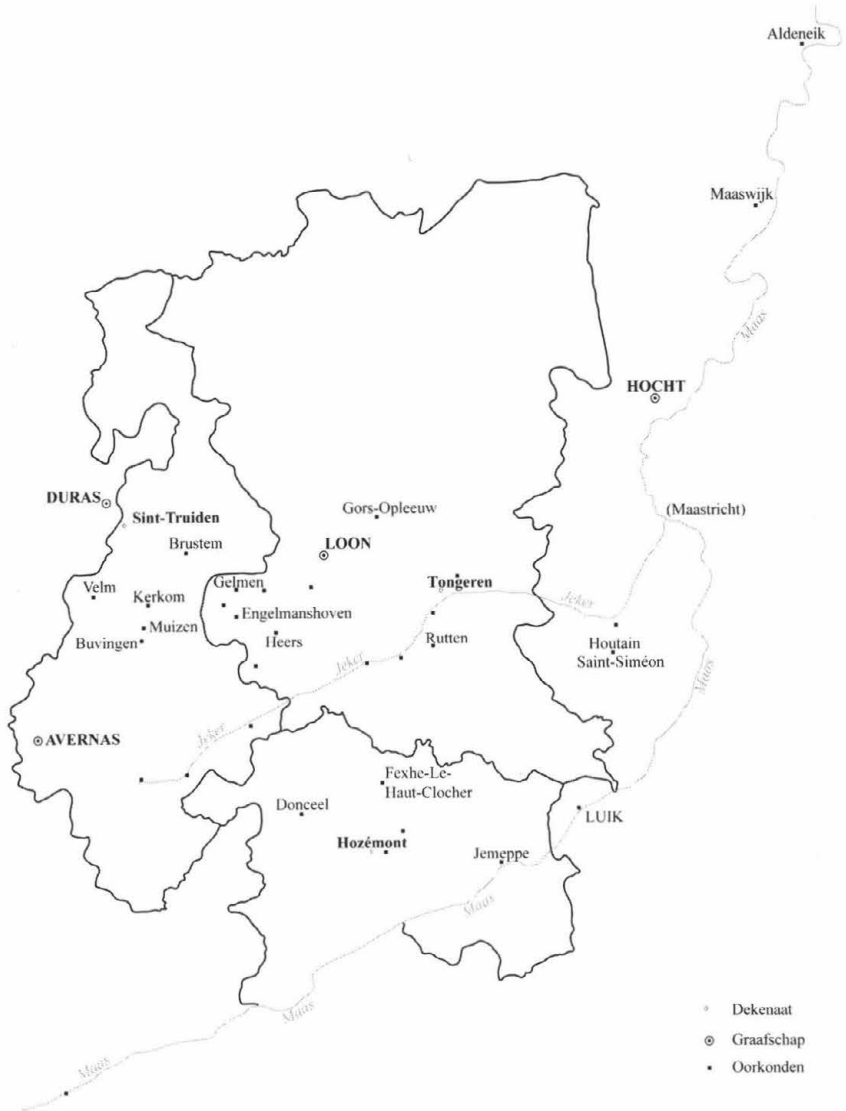 Aldeneik
Maaswijk
Maas
HOCHT
DURAS
Sint-Truiden
Gors-Opleeuw
(Maastricht)
Brustem
LOON
Velm
Gelmen
Tongeren
Kerkom
Jeker
Engelmanshoven
Muizen
Buvingen
Heers
Rutten
Houtain
Saint-Siméon
Jeker
Maas
AVERNAS
Jeker
Fexhe-Le-
Haut-Clocher
Donceel
LUIK
Hozémont
Jemeppe
Maas
Maas
Maas
Dekenaat
Graafschap
Oorkonden